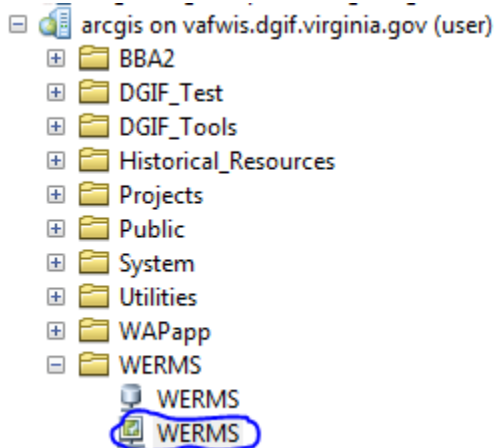 arcgis on vafwis.dgif.virginia.gov (user)
BBA2
DGIF_Test
DGIF_Tools
Historical_Resources
Projects
Public
System
Utilities
WAPapp
WERMS
WERMS
WERMS